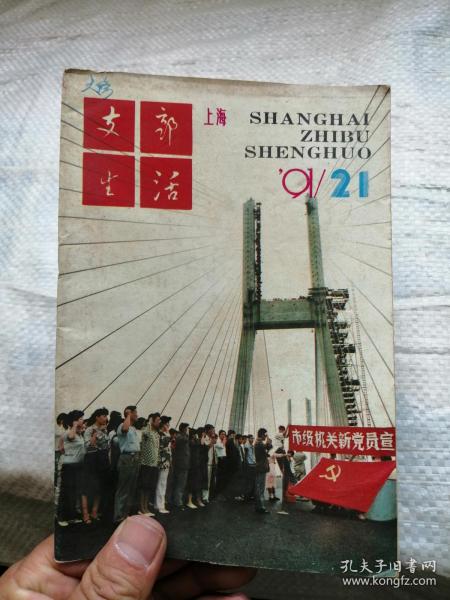 支部
生活
上海
SHANGHAI
ZHIBU
SHENGHUO
'91/21
市级机关新党员宣
孔夫子旧书网
www.kongfz.com